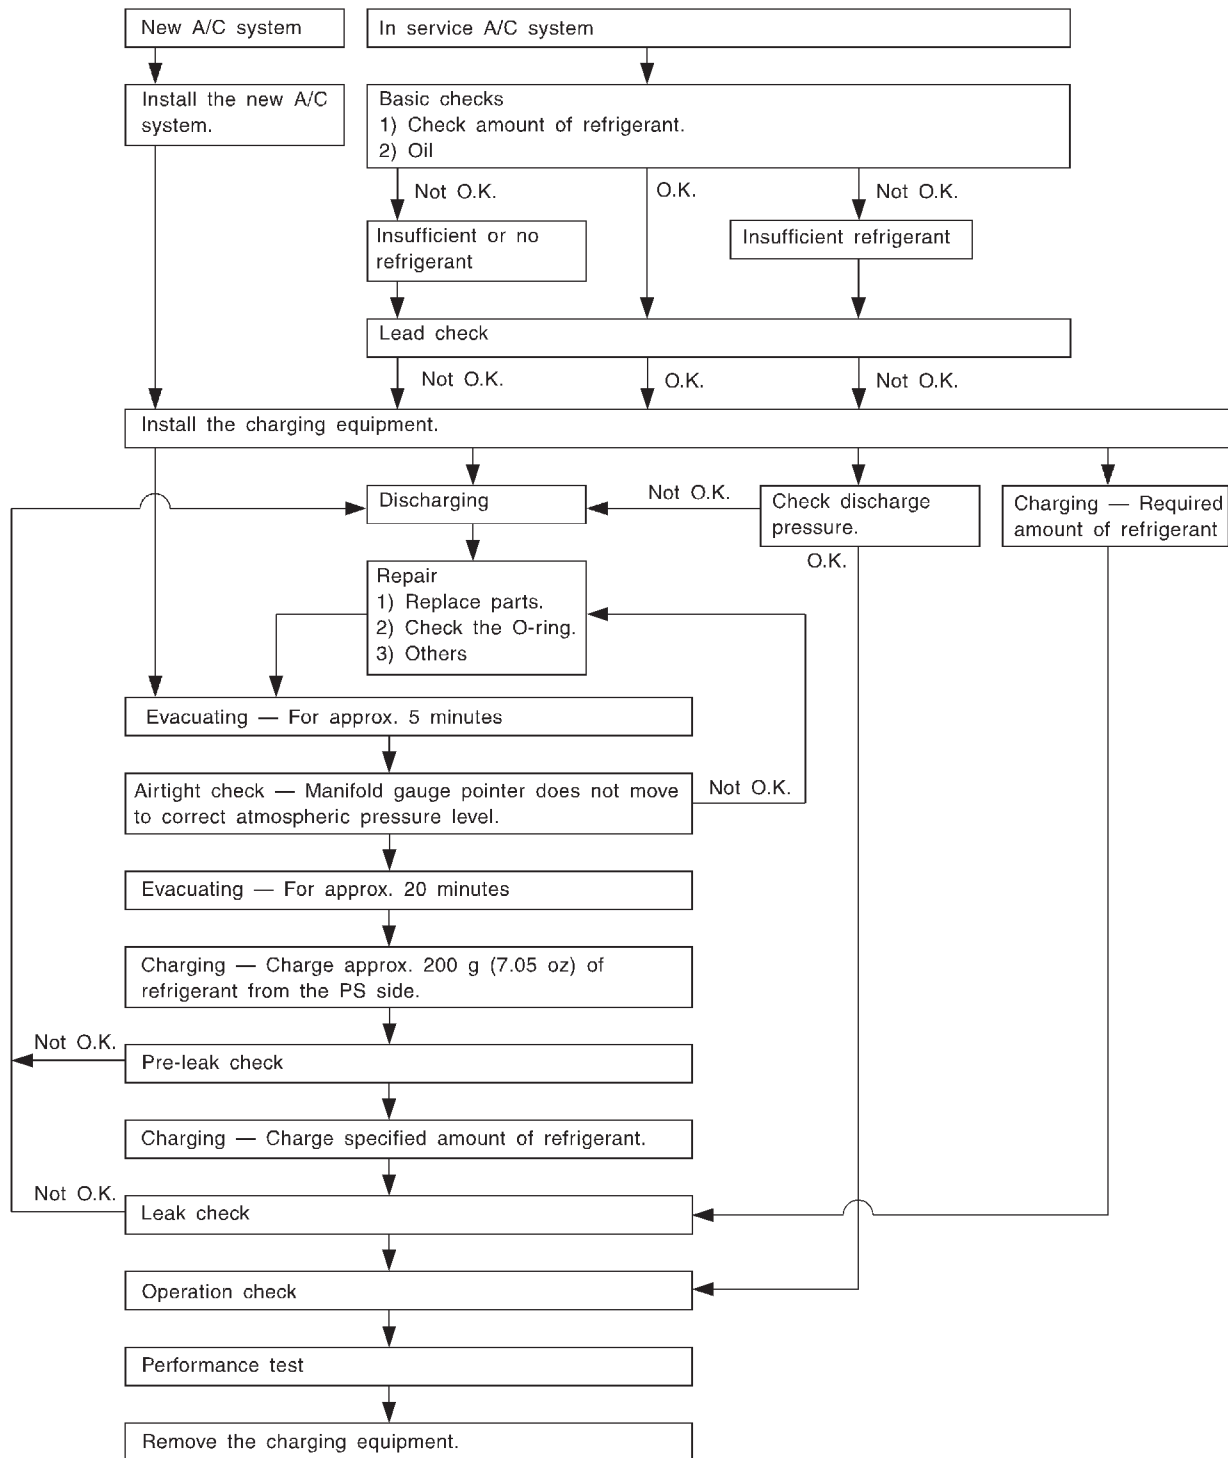 New A/C system
In service A/C system
Install the new A/C
system.
Basic checks
1) Check amount of refrigerant.
2) Oil
Not O.K.
O.K.
Not O.K.
Insufficient or no
refrigerant
Insufficient refrigerant
Lead check
Not O.K.
O.K.
Not O.K.
Install the charging equipment.
Discharging
Not O.K.
Check discharge
pressure.
Charging — Required
amount of refrigerant
O.K.
Repair
1) Replace parts.
2) Check the O-ring.
3) Others
Evacuating — For approx. 5 minutes
Airtight check — Manifold gauge pointer does not move
to correct atmospheric pressure level.
Not O.K.
Evacuating — For approx. 20 minutes
Charging — Charge approx. 200 g (7.05 oz) of
refrigerant from the PS side.
Not O.K.
Pre-leak check
Charging — Charge specified amount of refrigerant.
Not O.K.
Leak check
Operation check
Performance test
Remove the charging equipment.